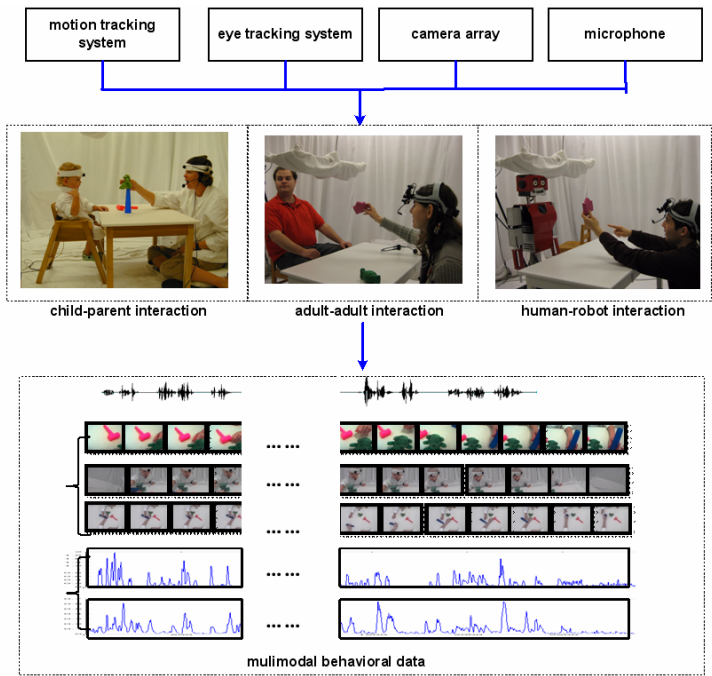 motion tracking
system
eye tracking system
camera array
microphone
child-parent interaction
adult-adult interaction
human-robot interaction
... ...
... ...
... ...
... ...
... ...
mulimodal behavioral data